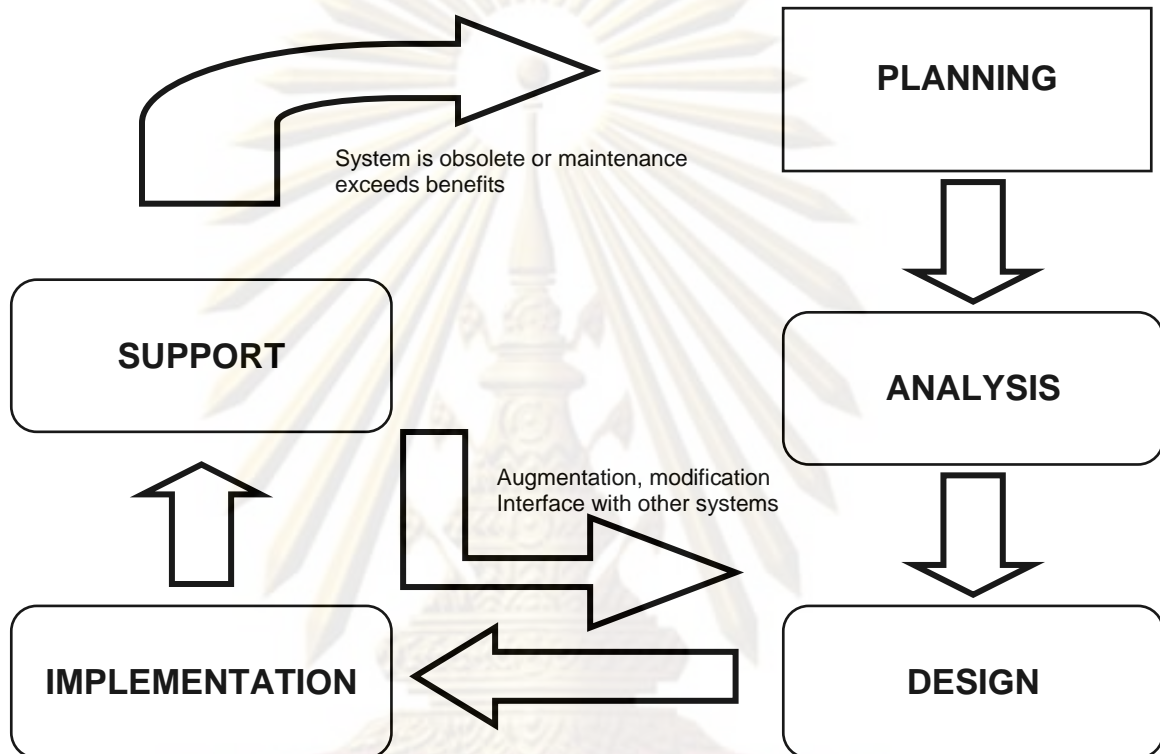 PLANNING
System is obsolete or maintenance
exceeds benefits
SUPPORT
ANALYSIS
Augmentation, modification
Interface with other systems
IMPLEMENTATION
DESIGN